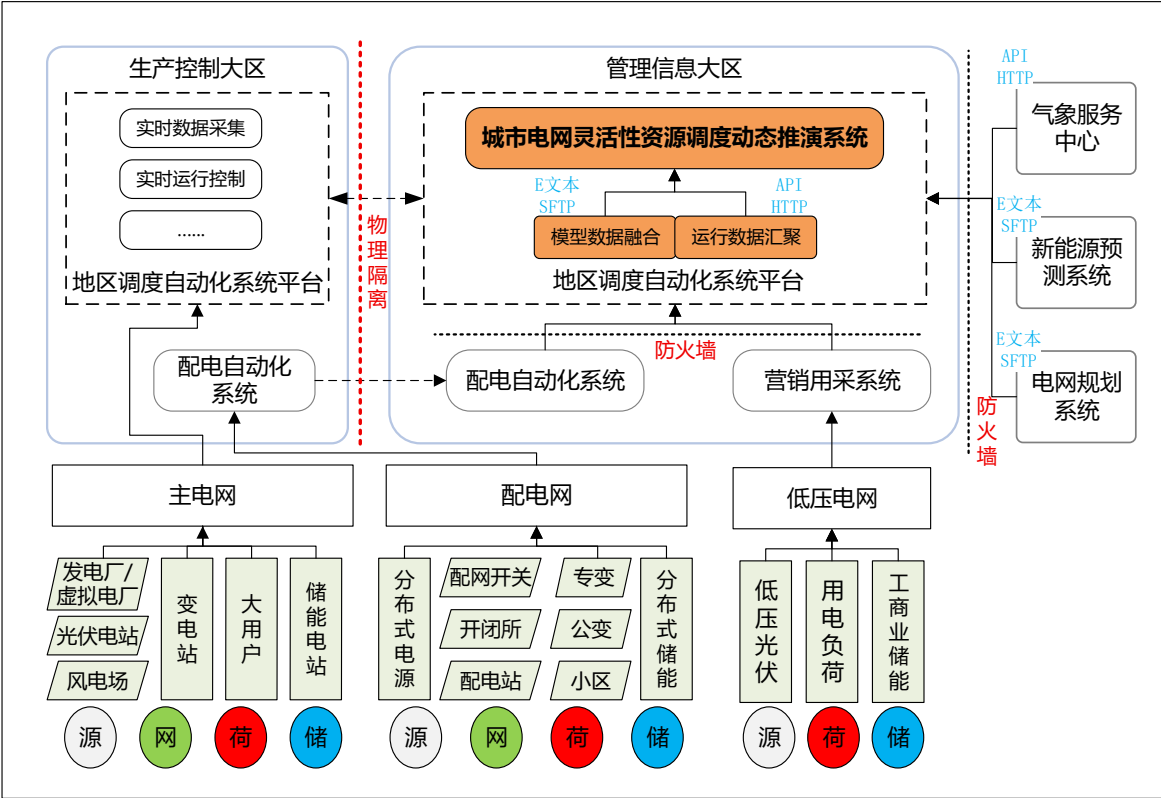 生产控制大区
实时数据采集
实时运行控制
……
地区调度自动化系统平台
配电自动化
系统
物
理
隔
离
管理信息大区
城市电网灵活性资源调度动态推演系统
E文本
SFTP
API
HTTP
模型数据融合
运行数据汇聚
地区调度自动化系统平台
防火墙
配电自动化系统
营销用采系统
API
HTTP
气象服务
中心
E文本
SFTP
新能源预
测系统
E文本
SFTP
电网规划
系统
防
火
墙
主电网
配电网
低压电网
发电厂/
虚拟电厂
光伏电站
风电场
变
电
站
大
用
户
储
能
电
站
分
布
式
电
源
配网开关
开闭所
配电站
专变
公变
小区
分
布
式
储
能
低
压
光
伏
用
电
负
荷
工
商
业
储
能
源
网
荷
储
源
网
荷
储
源
荷
储